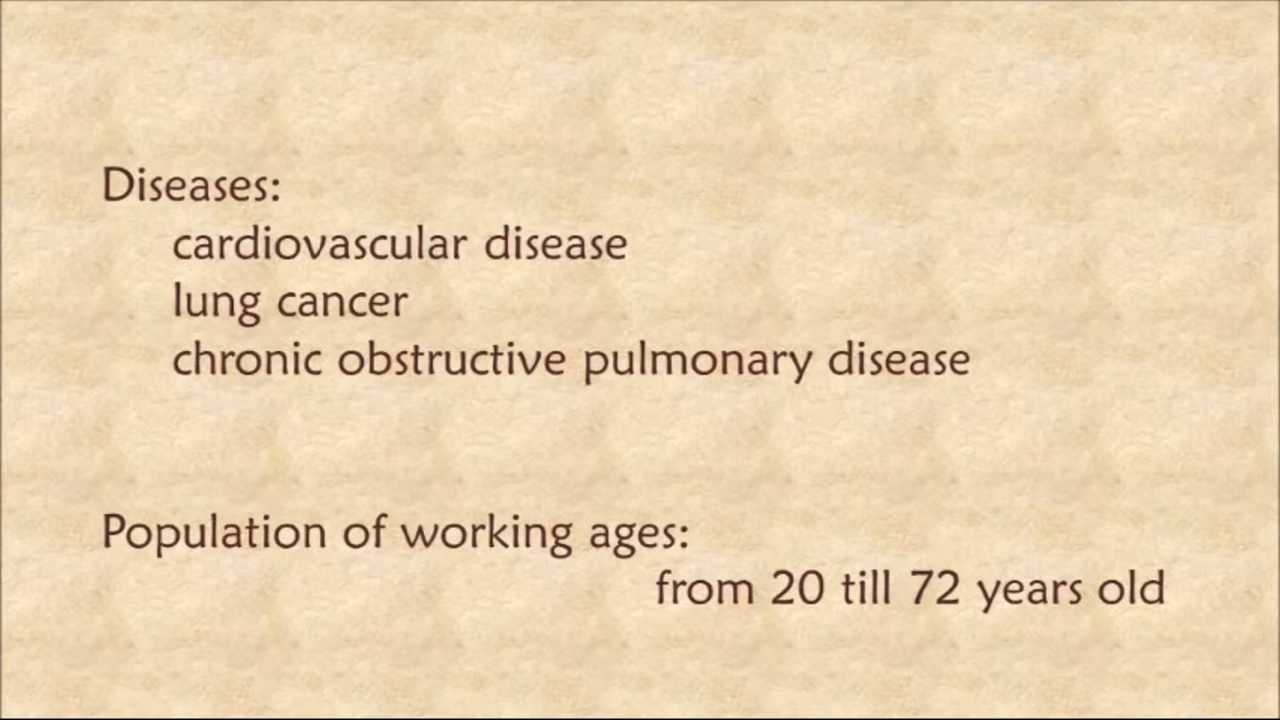 Diseases:
cardiovascular disease
lung cancer
chronic obstructive pulmonary disease
Population of working ages:
from 20 till 72 years old